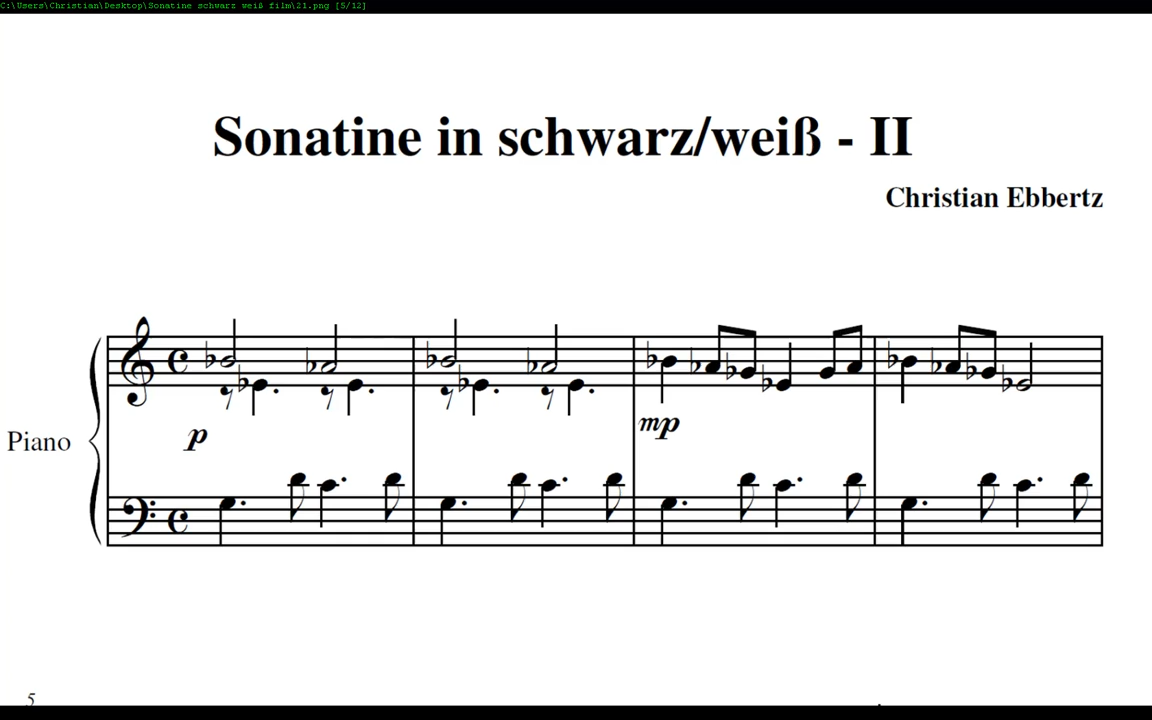 C:\Users\Christian\Desktop\Sonatine schwarz weiß film\21.png [5/12]
Sonatine in schwarz/weiß - II
Christian Ebbertz
p
mp
Piano
5